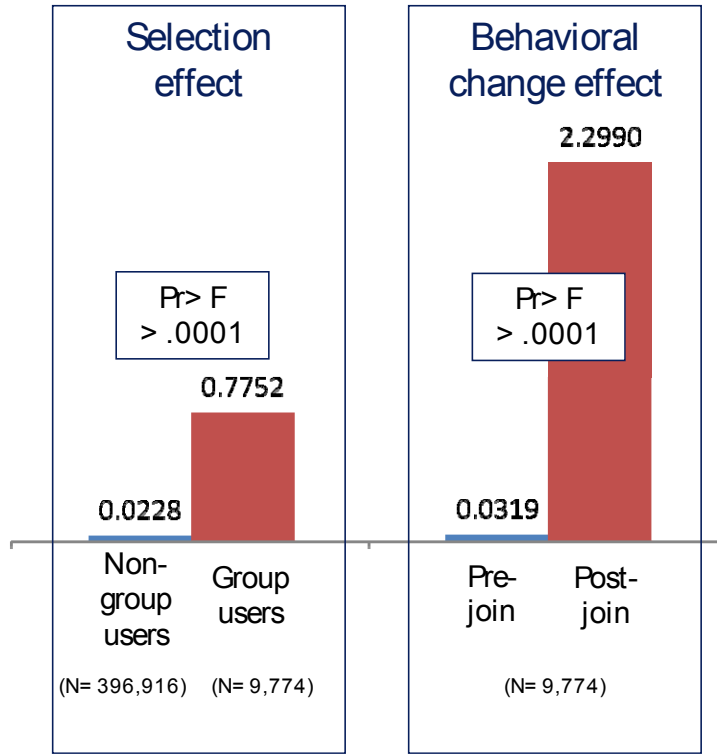 Selection
effect
Pr> F
> .0001
0.7752
0.0228
Non-
group
users
Group
users
(N= 396,916)
(N= 9,774)
Behavioral
change effect
2.2990
Pr> F
> .0001
0.0319
Pre-
join
Post-
join
(N= 9,774)